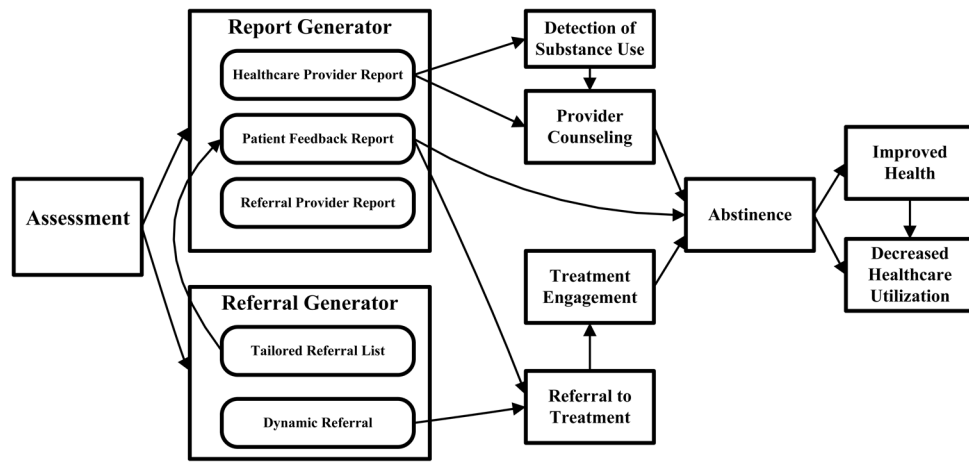 Assessment
Report Generator
Healthcare Provider Report
Patient Feedback Report
Referral Provider Report
Referral Generator
Tailored Referral List
Dynamic Referral
Detection of
Substance Use
Provider
Counseling
Treatment
Engagement
Referral to
Treatment
Abstinence
Improved
Health
Decreased
Healthcare
Utilization